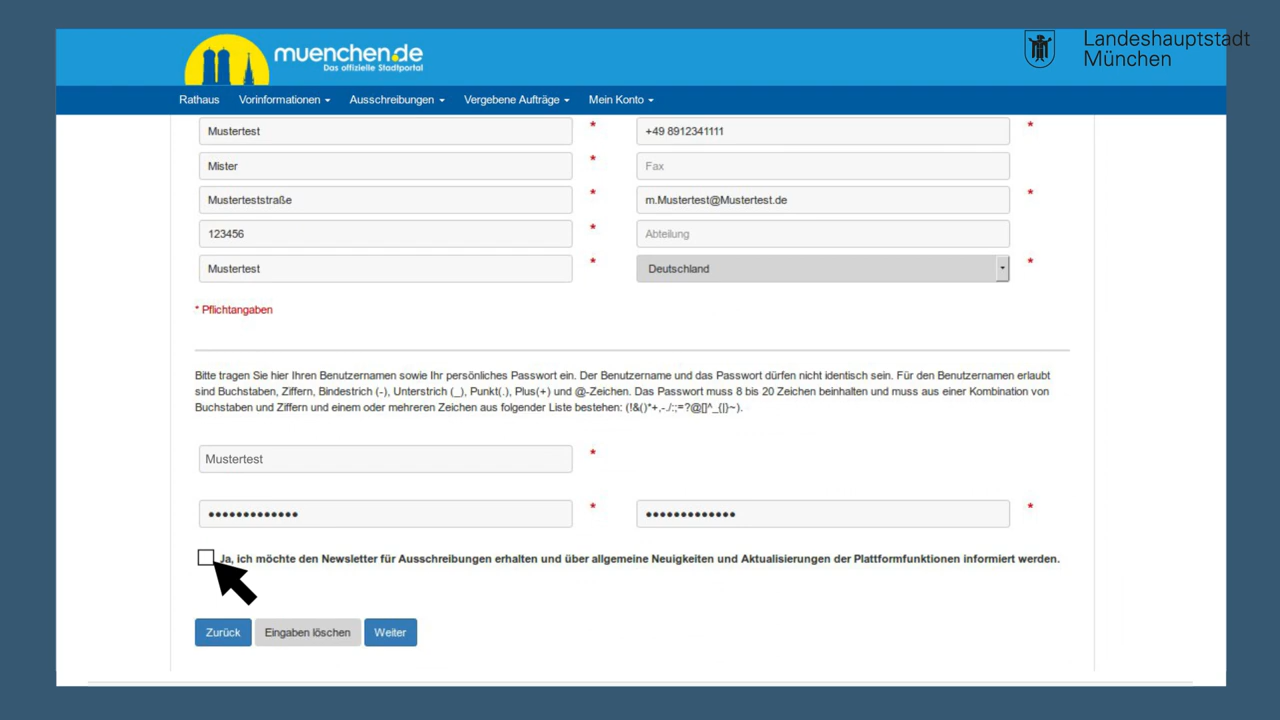 muenchen.de
Das offizielle Stadtportal
Landeshauptstadt
München
Rathaus Vorinformationen Ausschreibungen Vergebene Aufträge Mein Konto
Mustertest * +49 8912341111 *
Mister * Fax
Musterteststraße * m.Mustertest@Mustertest.de *
123456 * Abteilung
Mustertest * Deutschland *
* Pflichtangaben
Bitte tragen Sie hier Ihren Benutzernamen sowie Ihr persönliches Passwort ein. Der Benutzername und das Passwort dürfen nicht identisch sein. Für den Benutzernamen erlaubt
sind Buchstaben, Ziffern, Bindestrich (-), Unterstrich (_), Punkt(.), Plus(+) und @-Zeichen. Das Passwort muss 8 bis 20 Zeichen beinhalten und muss aus einer Kombination von
Buchstaben und Ziffern und einem oder mehreren Zeichen aus folgender Liste bestehen: (!&()*+,-./:;=?@[]^_{|}~).
Mustertest *
●●●●●●●●●●●●● * ●●●●●●●●●●●●● *
Ja, ich möchte den Newsletter für Ausschreibungen erhalten und über allgemeine Neuigkeiten und Aktualisierungen der Plattformfunktionen informiert werden.
Zurück Eingaben löschen Weiter